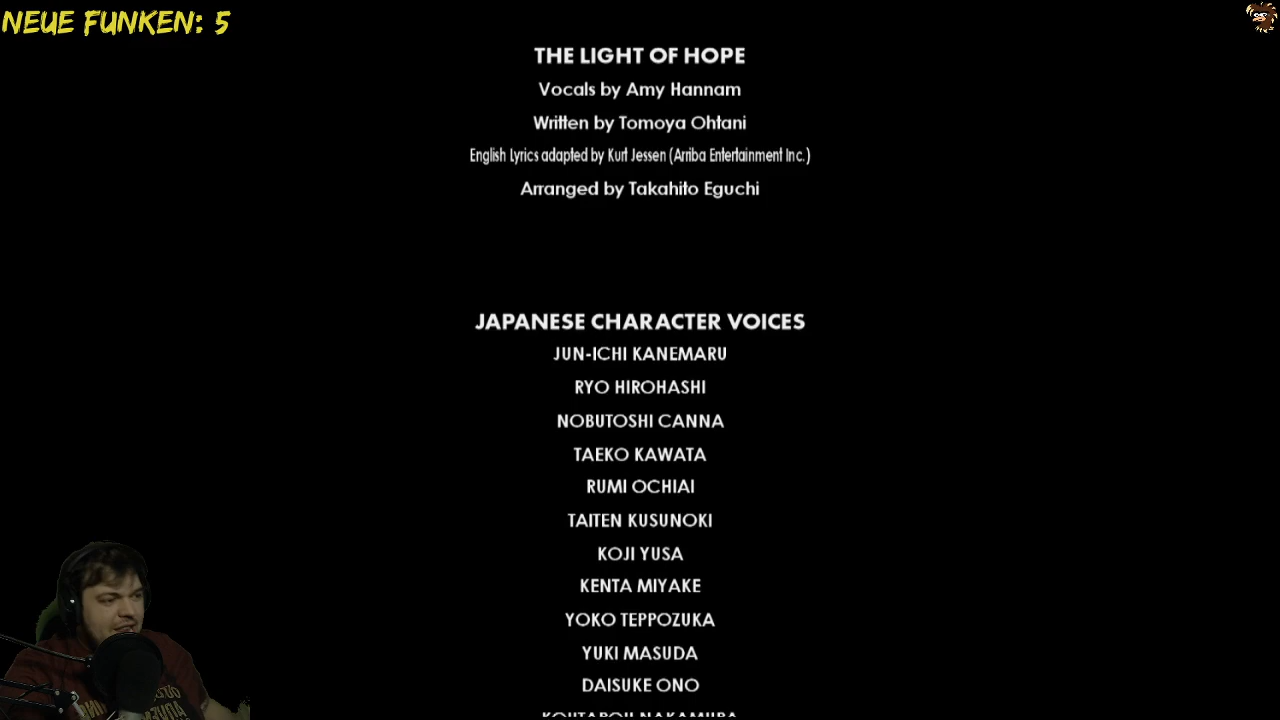 NEUE FUNKEN: 5
THE LIGHT OF HOPE
Vocals by Amy Hannam
Written by Tomoya Ohtani
English Lyrics adapted by Kurt Jessen (Arriba Entertainment Inc.)
Arranged by Takahito Eguchi
JAPANESE CHARACTER VOICES
JUN-ICHI KANEMARU
RYO HIROHASHI
NOBUTOSHI CANNA
TAEKO KAWATA
RUMI OCHIAI
TAITEN KUSUNOKI
KOJI YUSA
KENTA MIYAKE
YOKO TEPPOZUKA
YUKI MASUDA
DAISUKE ONO